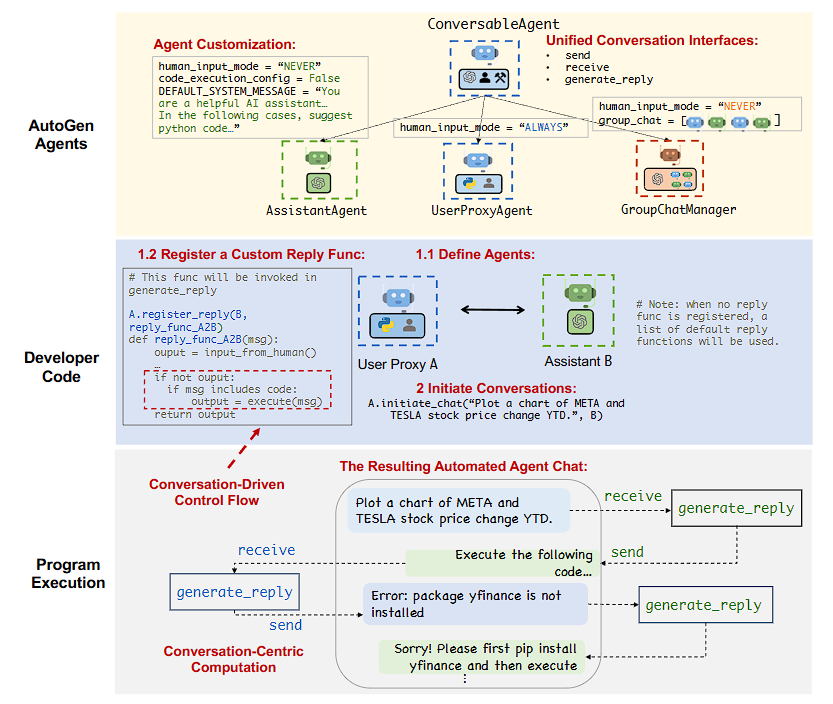 ConversableAgent
Agent Customization:
human_input_mode = “NEVER”
code_execution_config = False
DEFAULT_SYSTEM_MESSAGE = “You
are a helpful AI assistant…
In the following cases, suggest
python code…”
Unified Conversation Interfaces:
• send
• receive
• generate_reply
AutoGen
Agents
human_input_mode = “ALWAYS”
human_input_mode = “NEVER”
group_chat = [ ]
AssistantAgent
UserProxyAgent
GroupChatManager
Developer
Code
1.2 Register a Custom Reply Func:
# This func will be invoked in
generate_reply
A.register_reply(B,
reply_func_A2B)
def reply_func_A2B(msg):
ouput = input_from_human()
…
if not ouput:
if msg includes code:
output = execute(msg)
return output
1.1 Define Agents:
User Proxy A
Assistant B
# Note: when no reply
func is registered, a
list of default reply
functions will be used.
2 Initiate Conversations:
A.initiate_chat(“Plot a chart of META and
TESLA stock price change YTD.”, B)
Program
Execution
Conversation-Driven
Control Flow
The Resulting Automated Agent Chat:
Plot a chart of META and
TESLA stock price change YTD.
receive
generate_reply
send
Execute the following
code…
receive
generate_reply
send
Error: package yfinance is not
installed
generate_reply
Sorry! Please first pip install
yfinance and then execute
⋮
Conversation-Centric
Computation